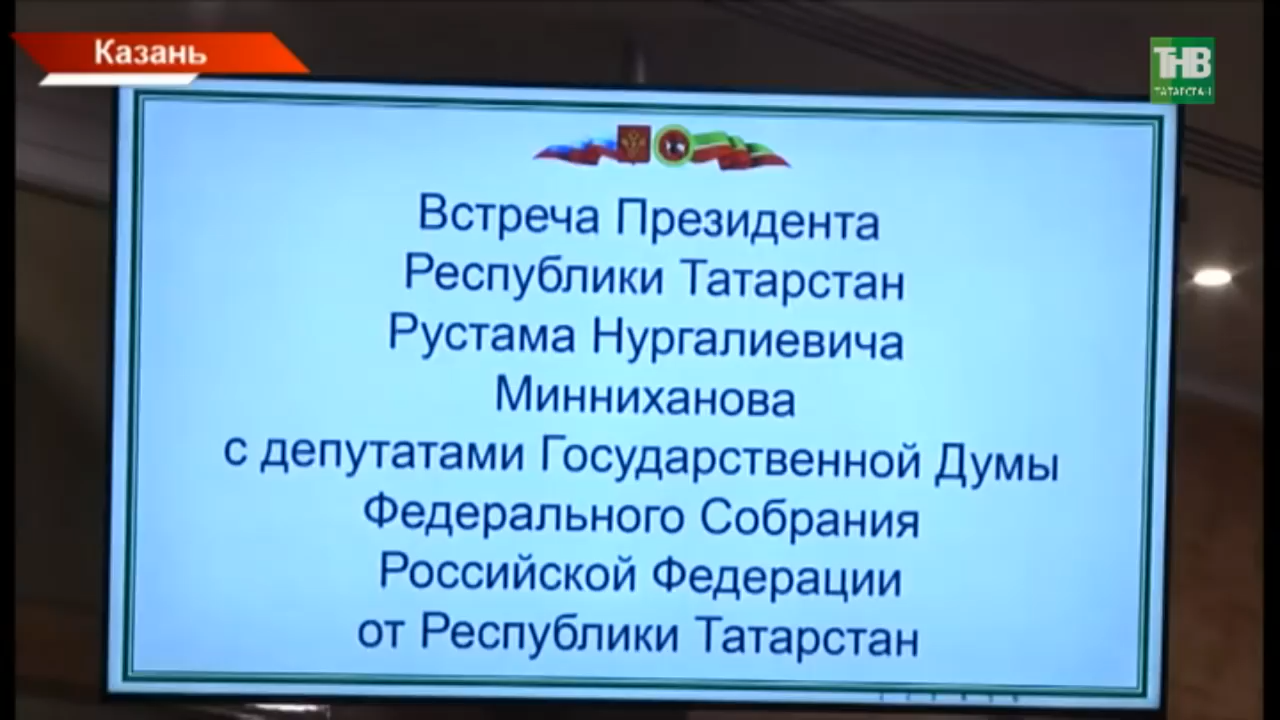 Казань
ТНВ
ТАТАРСТАН
Встреча Президента
Республики Татарстан
Рустама Нургалиевича
Минниханова
с депутатами Государственной Думы
Федерального Собрания
Российской Федерации
от Республики Татарстан